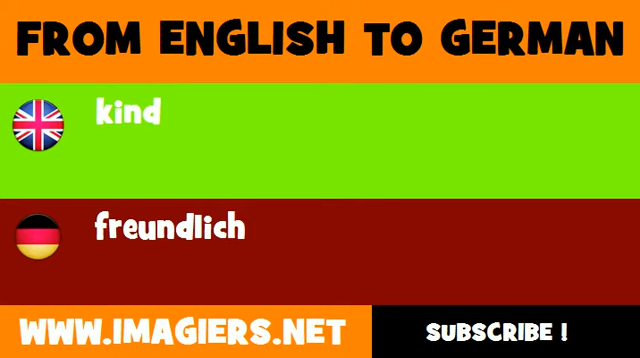 FROM ENGLISH TO GERMAN
kind
freundlich
WWW.IMAGIERS.NET
SUBSCRIBE !